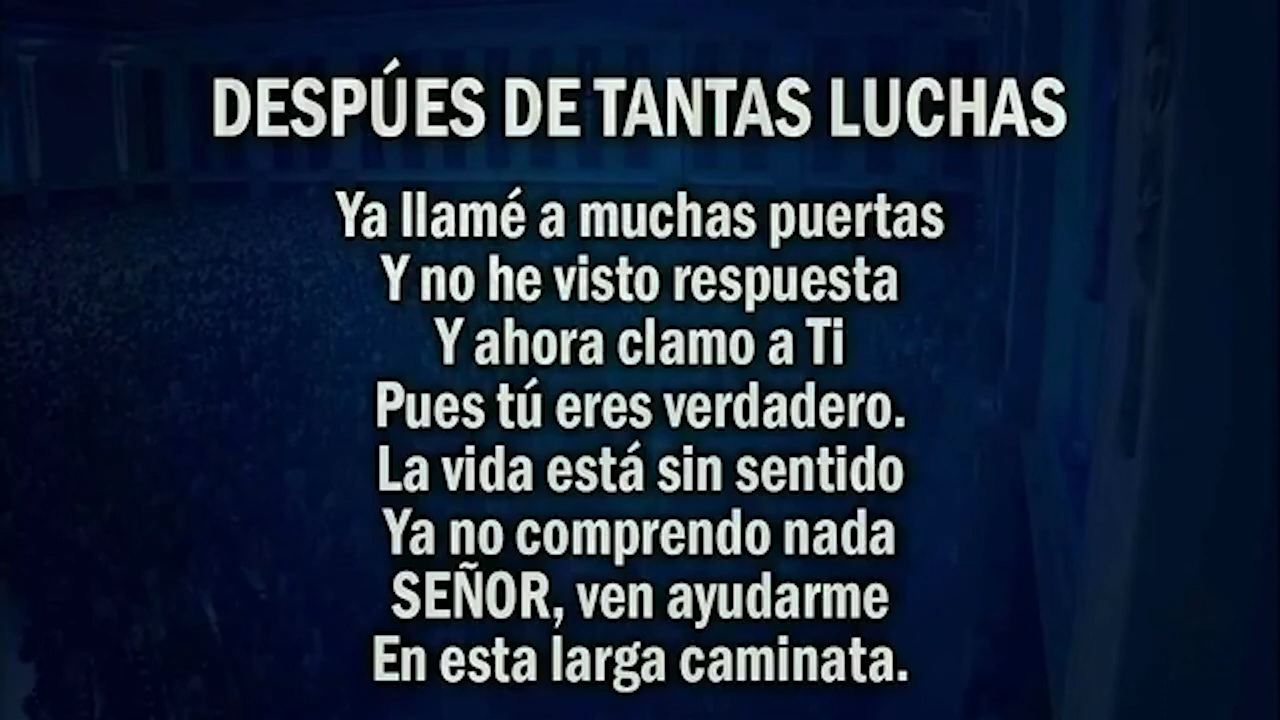 DESPÚES DE TANTAS LUCHAS
Ya llamé a muchas puertas
Y no he visto respuesta
Y ahora clamo a Ti
Pues tú eres verdadero.
La vida está sin sentido
Ya no comprendo nada
SEÑOR, ven ayudarme
En esta larga caminata.